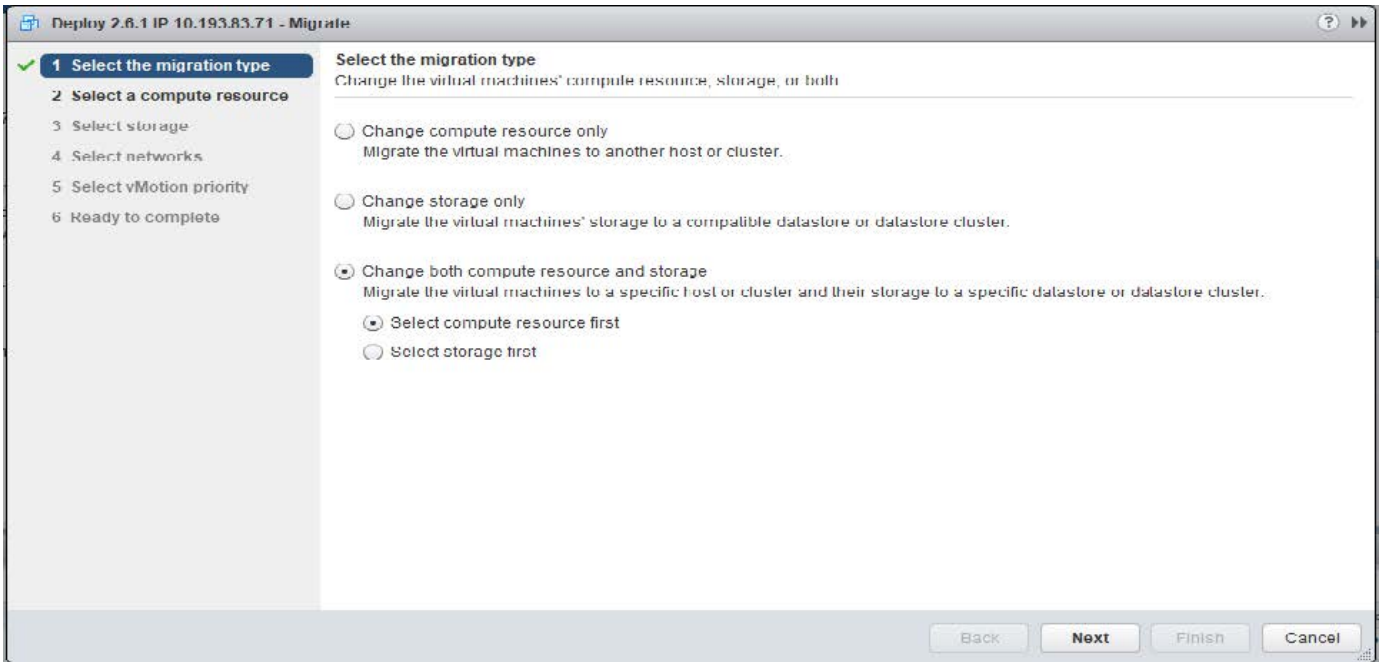 Deploy 2.6.1 IP 10.193.83.71 - Migrate
1 Select the migration type
2 Select a compute resource
3 Select storage
4 Select networks
5 Select vMotion priority
6 Ready to complete
Select the migration type
Change the virtual machines' compute resource, storage, or both
Change compute resource only
Migrate the virtual machines to another host or cluster.
Change storage only
Migrate the virtual machines' storage to a compatible datastore or datastore cluster.
Change both compute resource and storage
Migrate the virtual machines to a specific host or cluster and their storage to a specific datastore or datastore cluster.
Select compute resource first
Select storage first
Back Next Finish Cancel